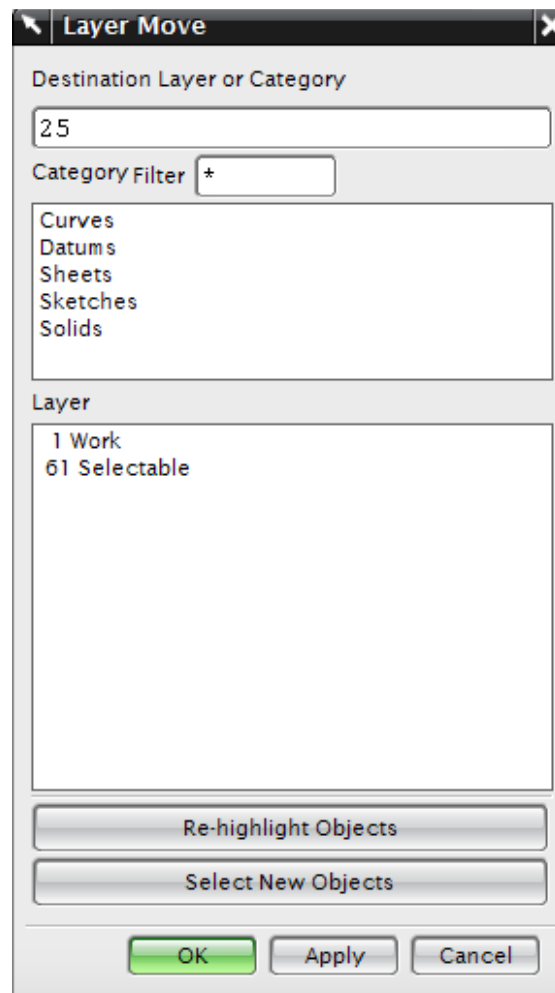 Layer Move
Destination Layer or Category
25
Category Filter *
Curves
Datums
Sheets
Sketches
Solids
Layer
1 Work
61 Selectable
Re-highlight Objects
Select New Objects
OK Apply Cancel